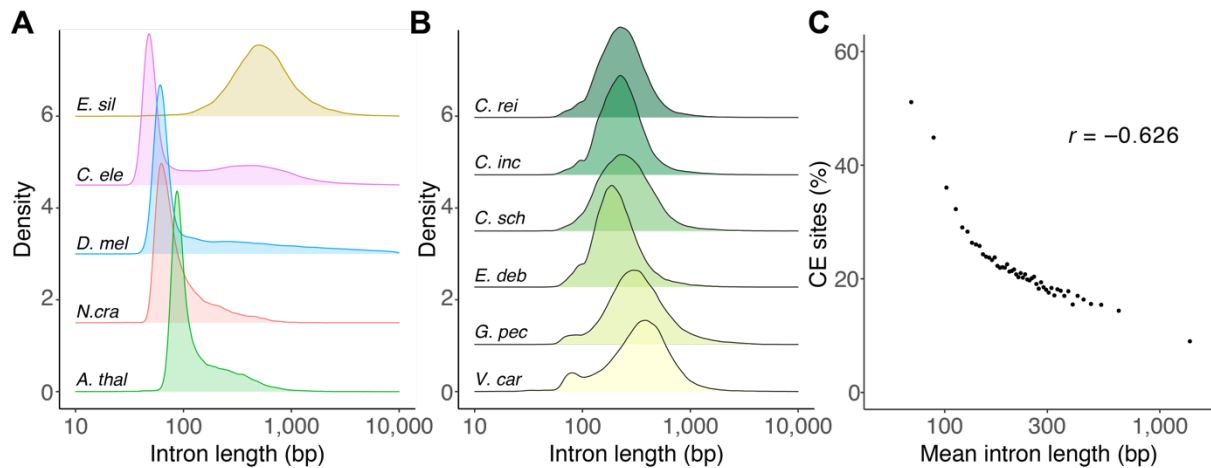 A
Density
6
4
2
0
E. sil
C. ele
D. mel
N.cra
A. thal
10
100
1,000
10,000
Intron length (bp)
B
Density
6
4
2
0
C. rei
C. inc
C. sch
E. deb
G. pec
V. car
10
100
1,000
10,000
Intron length (bp)
C
CE sites (%)
60
40
20
0
r = −0.626
100
300
1,000
Mean intron length (bp)